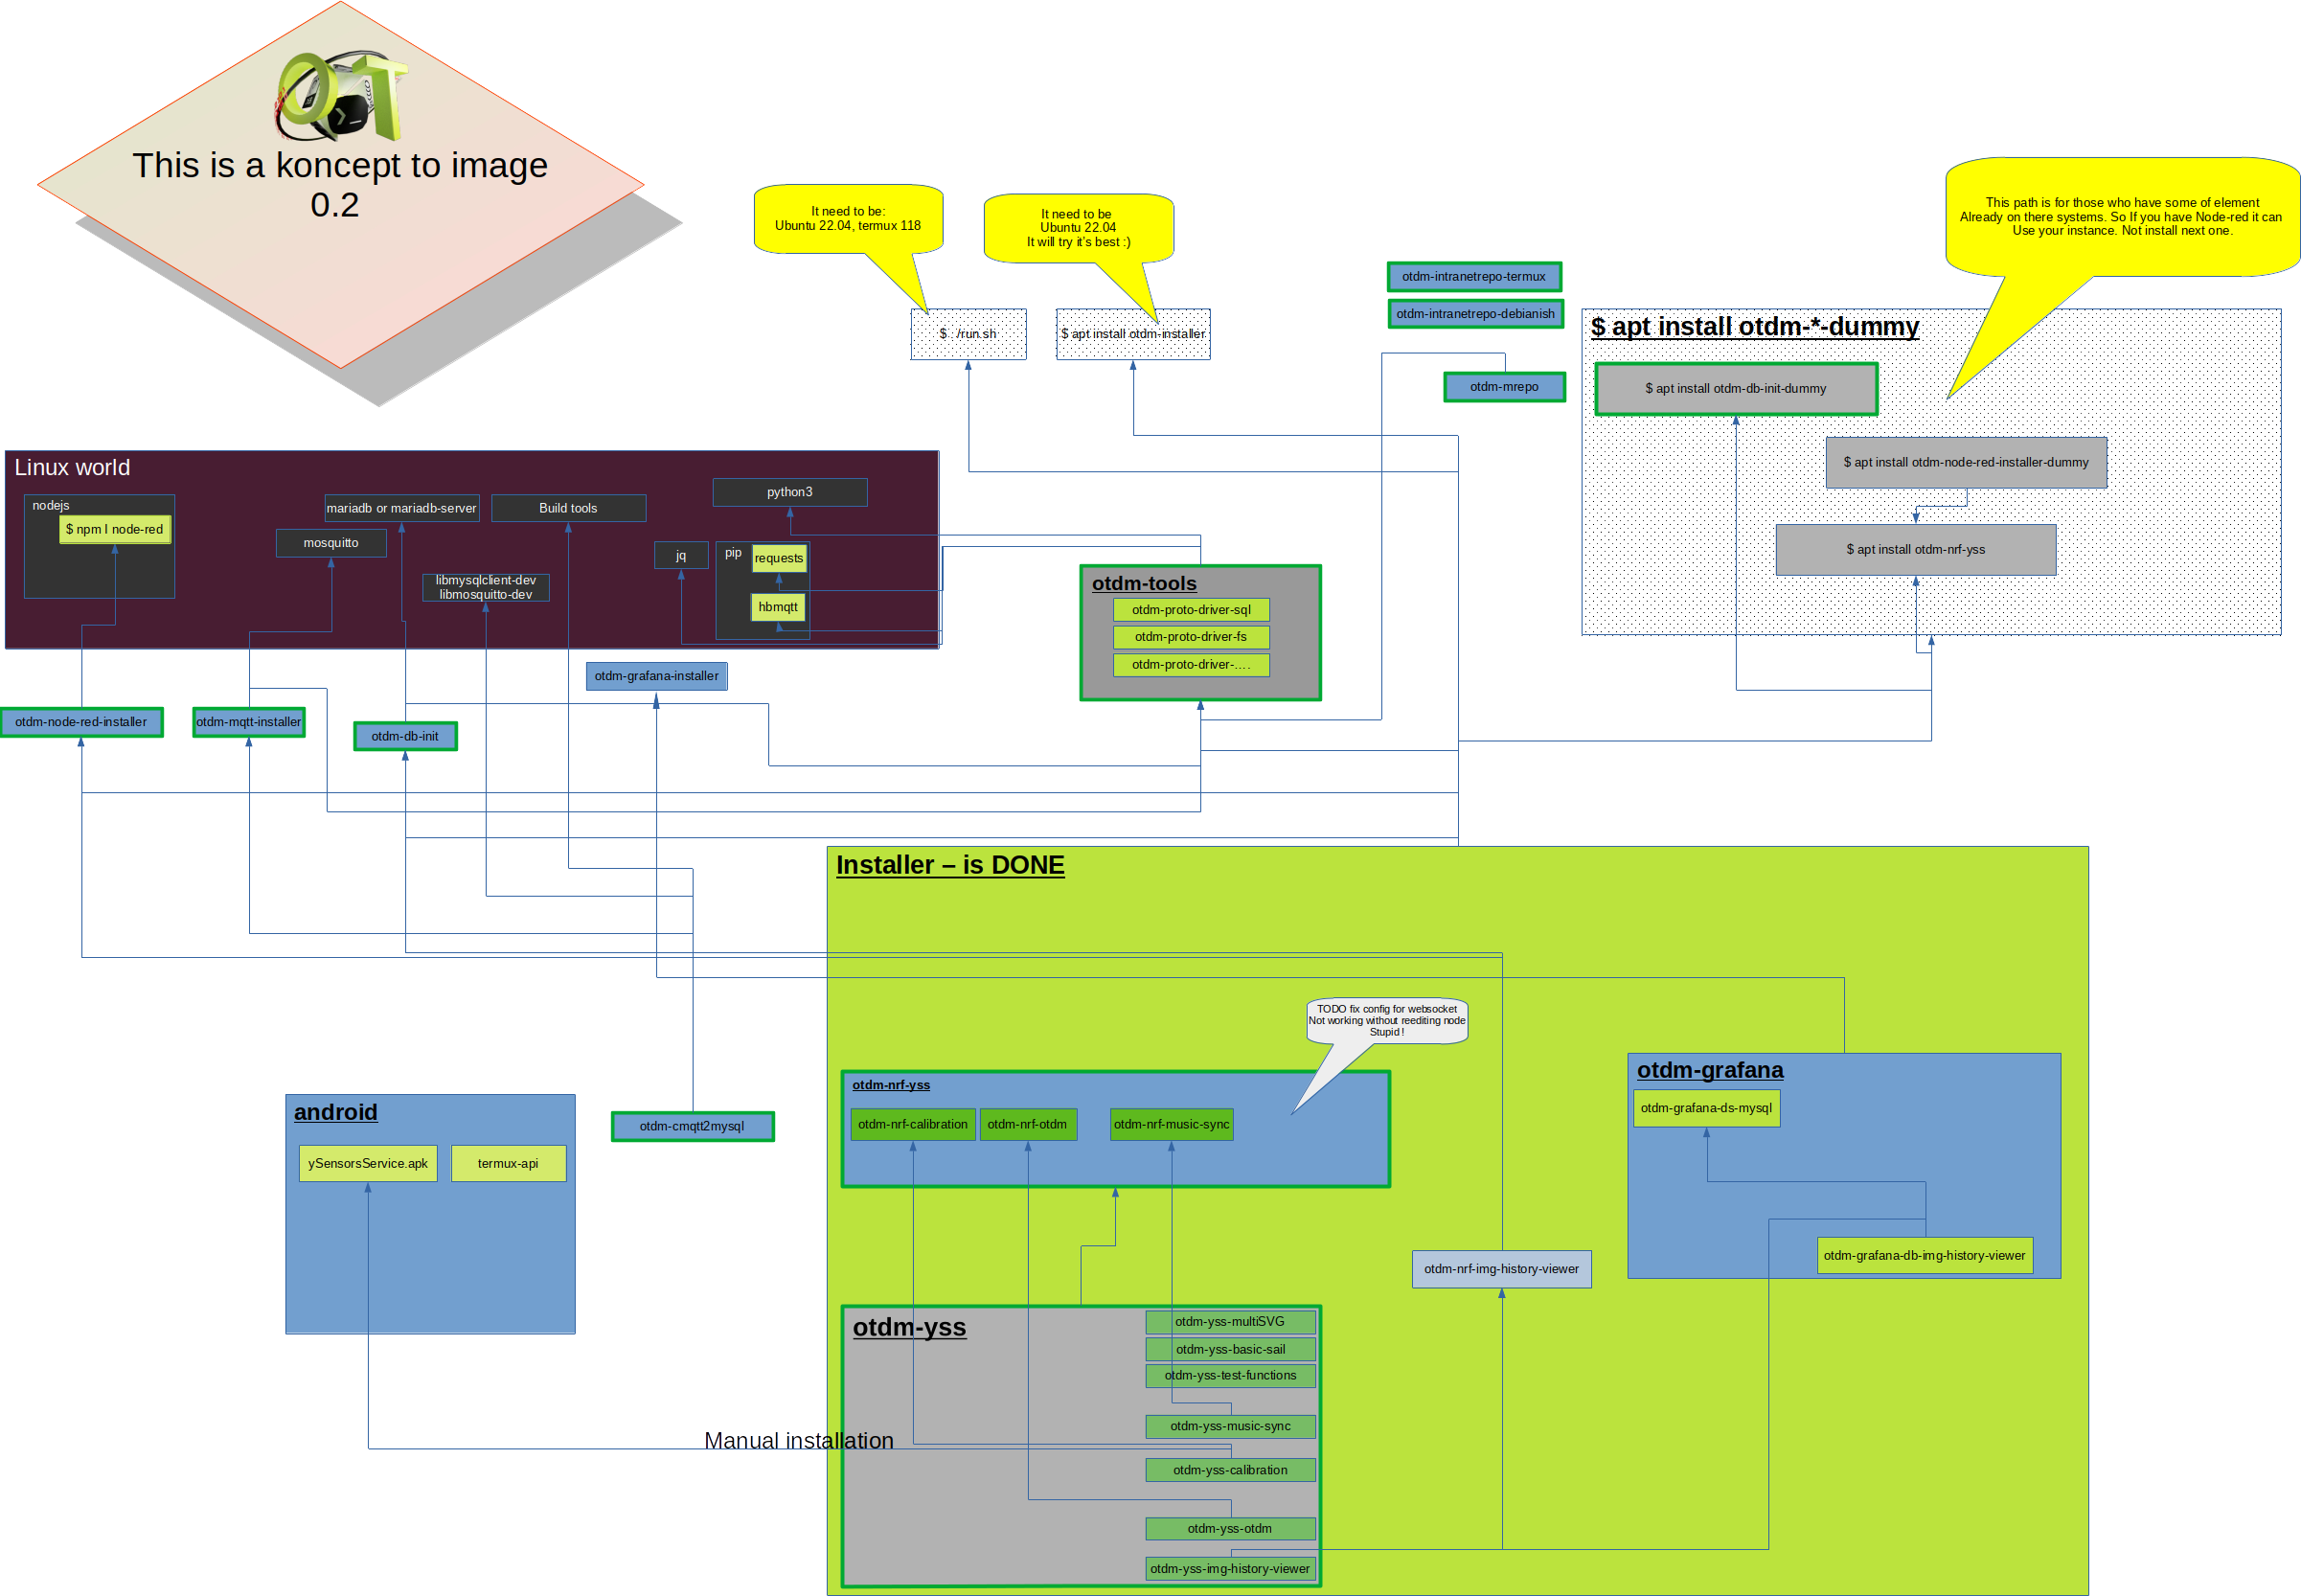 OT
This is a koncept to image
0.2
It need to be:
Ubuntu 22.04, termux 118
It need to be
Ubuntu 22.04
It will try it's best :)
This path is for those who have some of element
Already on there systems. So If you have Node-red it can
Use your instance. Not install next one.
otdm-intranetrepo-termux
otdm-intranetrepo-debianish
otdm-mrepo
$ ./run.sh
$ apt install otdm-installer
$ apt install otdm-*-dummy
$ apt install otdm-db-init-dummy
$ apt install otdm-node-red-installer-dummy
$ apt install otdm-nrf-yss
Linux world
nodejs
$ npm I node-red
mosquitto
mariadb or mariadb-server
libmysqlclient-dev
libmosquitto-dev
Build tools
jq
python3
pip
requests
hbmqtt
otdm-tools
otdm-proto-driver-sql
otdm-proto-driver-fs
otdm-proto-driver-....
otdm-grafana-installer
otdm-node-red-installer
otdm-mqtt-installer
otdm-db-init
Installer – is DONE
TODO fix config for websocket
Not working without reediting node
Stupid !
otdm-nrf-yss
otdm-nrf-calibration
otdm-nrf-otdm
otdm-nrf-music-sync
otdm-grafana
otdm-grafana-ds-mysql
otdm-grafana-db-img-history-viewer
android
ySensorsService.apk
termux-api
otdm-cmqtt2mysql
otdm-nrf-img-history-viewer
otdm-yss
otdm-yss-multiSVG
otdm-yss-basic-sail
otdm-yss-test-functions
otdm-yss-music-sync
Manual installation
otdm-yss-calibration
otdm-yss-otdm
otdm-yss-img-history-viewer